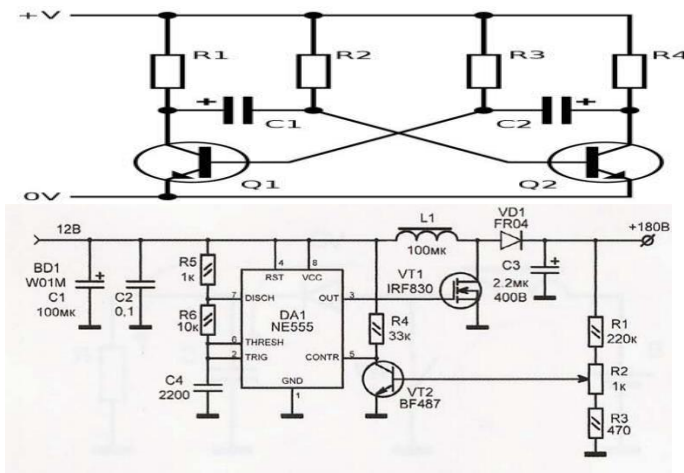 +V
R1 R2 R3 R4
+ C1 C2 +
Q1 Q2
0V
12В L1 VD1
FR04 +180В
100мк
BD1
W01M
C1
100мк
+
C2
0,1
R5
1к
R6
10к
C4
2200
4 8
RST VCC
7 DISCH OUT 3
DA1
NE555
6 THRESH
2 TRIG CONTR 5
GND
1
R4
33к
VT1
IRF830
VT2
BF487
C3 +
2.2мк
400В
R1
220к
R2
1к
R3
470